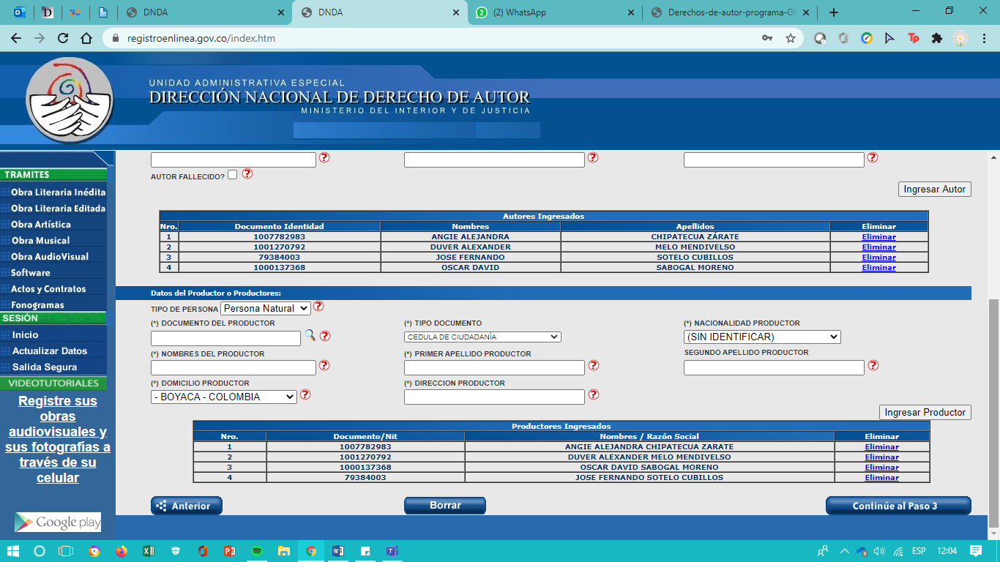 DNDA
DNDA
(2) WhatsApp
Derechos-de-autor-programa-GF
registroenlinea.gov.co/index.htm
UNIDAD ADMINISTRATIVA ESPECIAL
DIRECCIÓN NACIONAL DE DERECHO DE AUTOR
MINISTERIO DEL INTERIOR Y DE JUSTICIA
TRAMITES
Obra Literaria Inédita
Obra Literaria Editada
Obra Artística
Obra Musical
Obra AudioVisual
Software
Actos y Contratos
Fonogramas
SESIÓN
Inicio
Actualizar Datos
Salida Segura
VIDEOTUTORIALES
Registre sus
obras
audiovisuales y
sus fotografías a
través de su
celular
Google play
AUTOR FALLECIDO?
Ingresar Autor
Autores Ingresados
Nro. Documento Identidad Nombres Apellidos Eliminar
1 1007782983 ANGIE ALEJANDRA CHIPATECUA ZÁRATE Eliminar
2 1001270792 DUVER ALEXANDER MELO MENDIVELSO Eliminar
3 79384003 JOSE FERNANDO SOTELO CUBILLOS Eliminar
4 1000137368 OSCAR DAVID SABOGAL MORENO Eliminar
Datos del Productor o Productores:
TIPO DE PERSONA Persona Natural
(*) DOCUMENTO DEL PRODUCTOR (*) TIPO DOCUMENTO (*) NACIONALIDAD PRODUCTOR
CEDULA DE CIUDADANÍA (SIN IDENTIFICAR)
(*) NOMBRES DEL PRODUCTOR (*) PRIMER APELLIDO PRODUCTOR SEGUNDO APELLIDO PRODUCTOR
(*) DOMICILIO PRODUCTOR (*) DIRECCION PRODUCTOR
- BOYACA - COLOMBIA
Ingresar Productor
Productores Ingresados
Nro. Documento/Nit Nombres / Razón Social Eliminar
1 1007782983 ANGIE ALEJANDRA CHIPATECUA ZARATE Eliminar
2 1001270792 DUVER ALEXANDER MELO MENDIVELSO Eliminar
3 1000137368 OSCAR DAVID SABOGAL MORENO Eliminar
4 79384003 JOSE FERNANDO SOTELO CUBILLOS Eliminar
Anterior Borrar Continúe al Paso 3
ESP 12:04